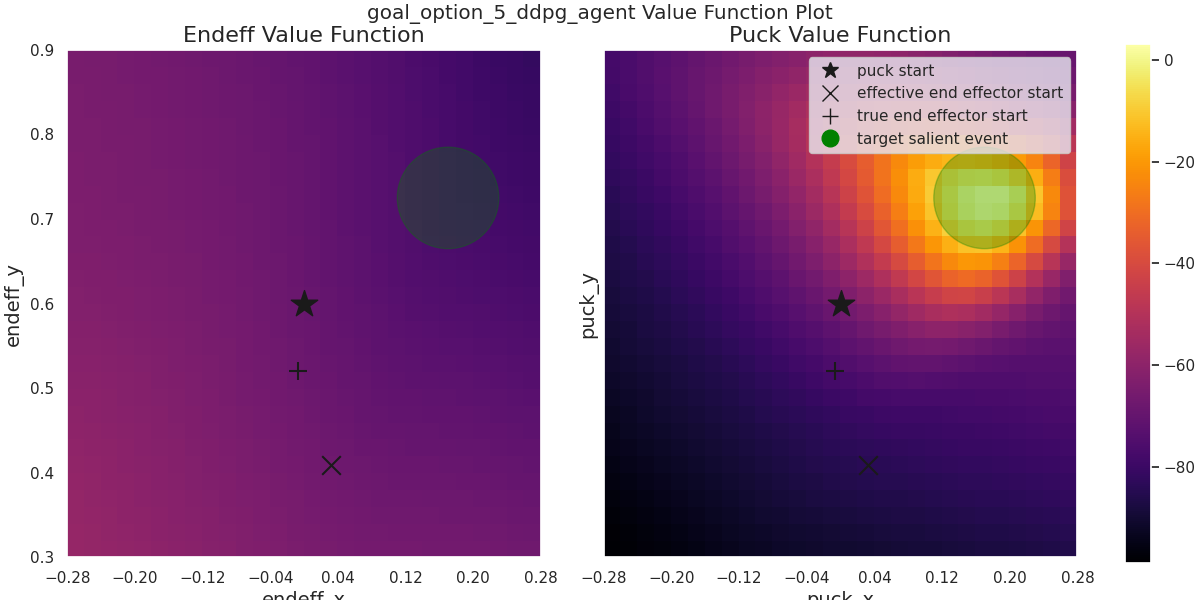 goal_option_5_ddpg_agent Value Function Plot
Endeff Value Function
Puck Value Function
puck start
effective end effector start
true end effector start
target salient event
0.9
0.8
0.7
0.6
0.5
0.4
0.3
endeff_y
−0.28 −0.20 −0.12 −0.04 0.04 0.12 0.20 0.28
endeff_x
puck_y
−0.28 −0.20 −0.12 −0.04 0.04 0.12 0.20 0.28
puck_x
0
−20
−40
−60
−80